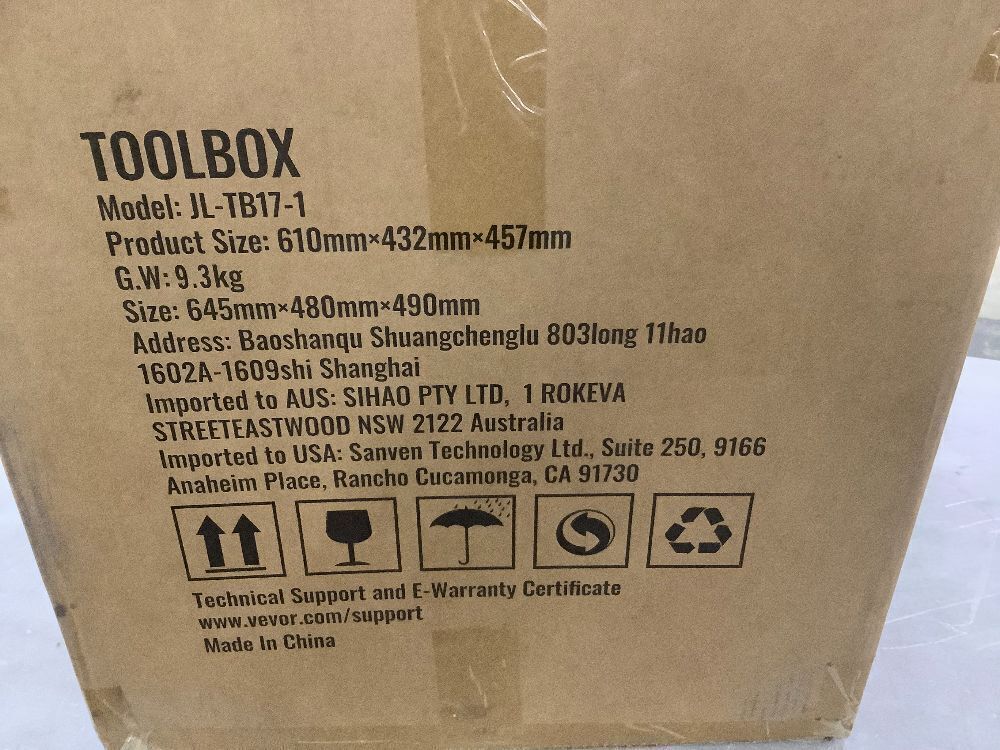 TOOLBOX
Model: JL-TB17-1
Product Size: 610mm×432mm×457mm
G.W: 9.3kg
Size: 645mm×480mm×490mm
Address: Baoshanqu Shuangchenglu 803long 11hao
1602A-1609shi Shanghai
Imported to AUS: SIHAO PTY LTD, 1 ROKEVA
STREETEASTWOOD NSW 2122 Australia
Imported to USA: Sanven Technology Ltd., Suite 250, 9166
Anaheim Place, Rancho Cucamonga, CA 91730
Technical Support and E-Warranty Certificate
www.vevor.com/support
Made In China